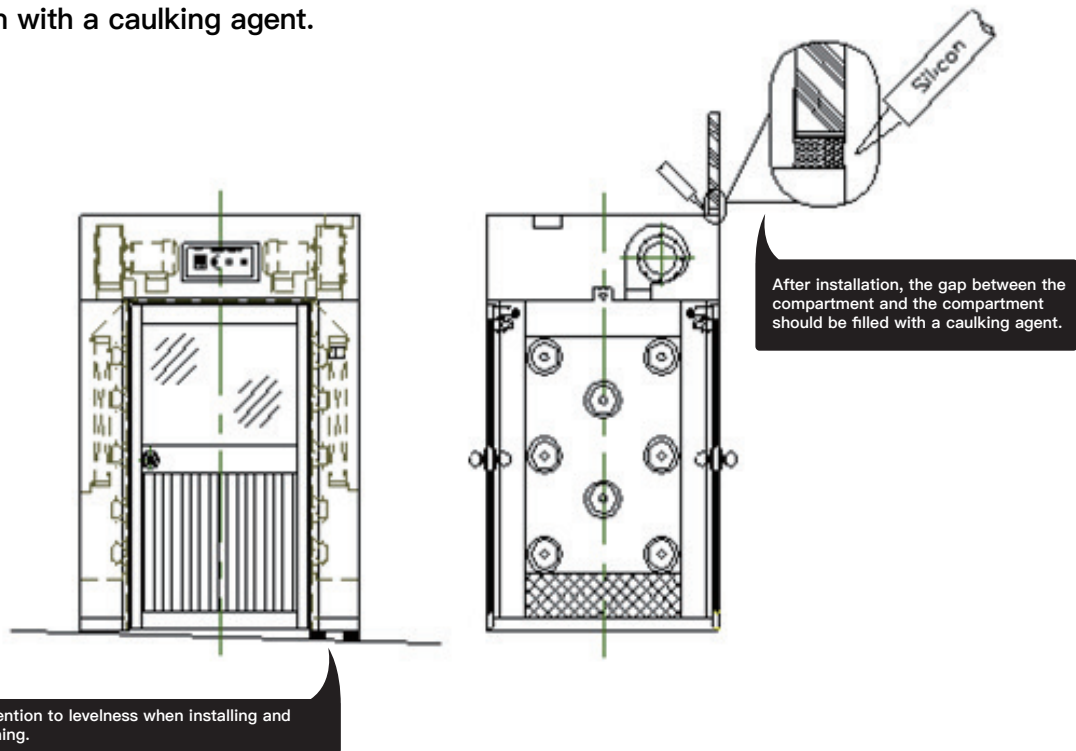 n with a caulking agent.
Silicon
After installation, the gap between the
compartment and the compartment
should be filled with a caulking agent.
ention to levelness when installing and
ning.